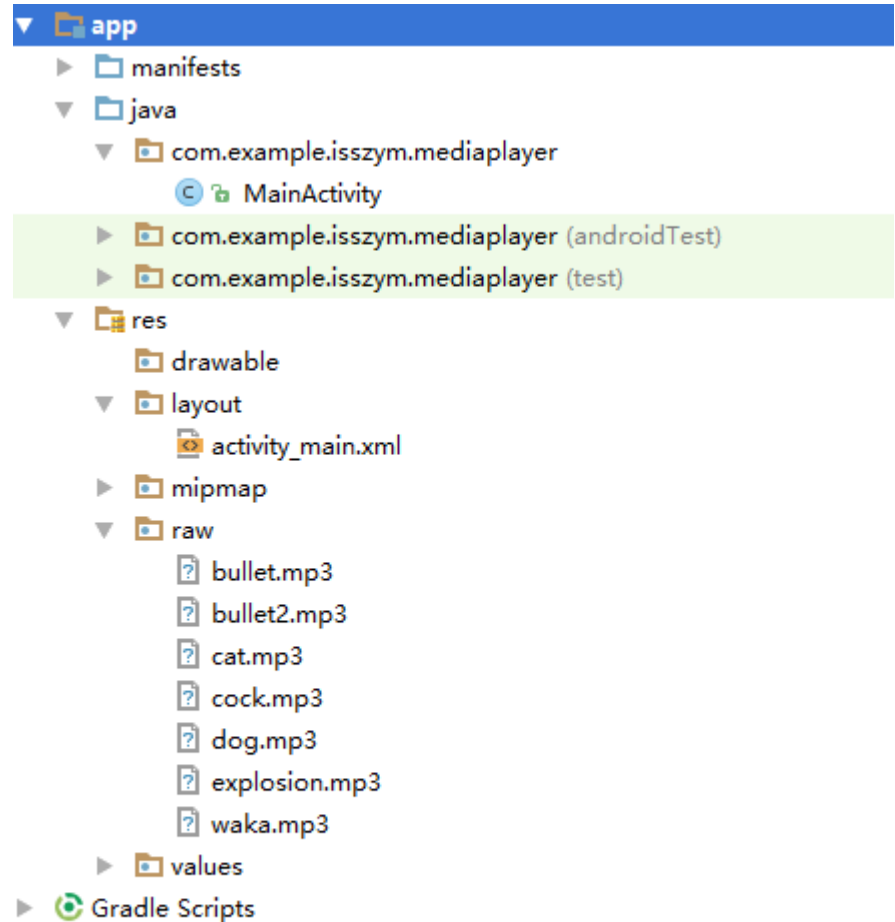 app
manifests
java
com.example.isszym.mediaplayer
MainActivity
com.example.isszym.mediaplayer (androidTest)
com.example.isszym.mediaplayer (test)
res
drawable
layout
activity_main.xml
mipmap
raw
bullet.mp3
bullet2.mp3
cat.mp3
cock.mp3
dog.mp3
explosion.mp3
waka.mp3
values
Gradle Scripts